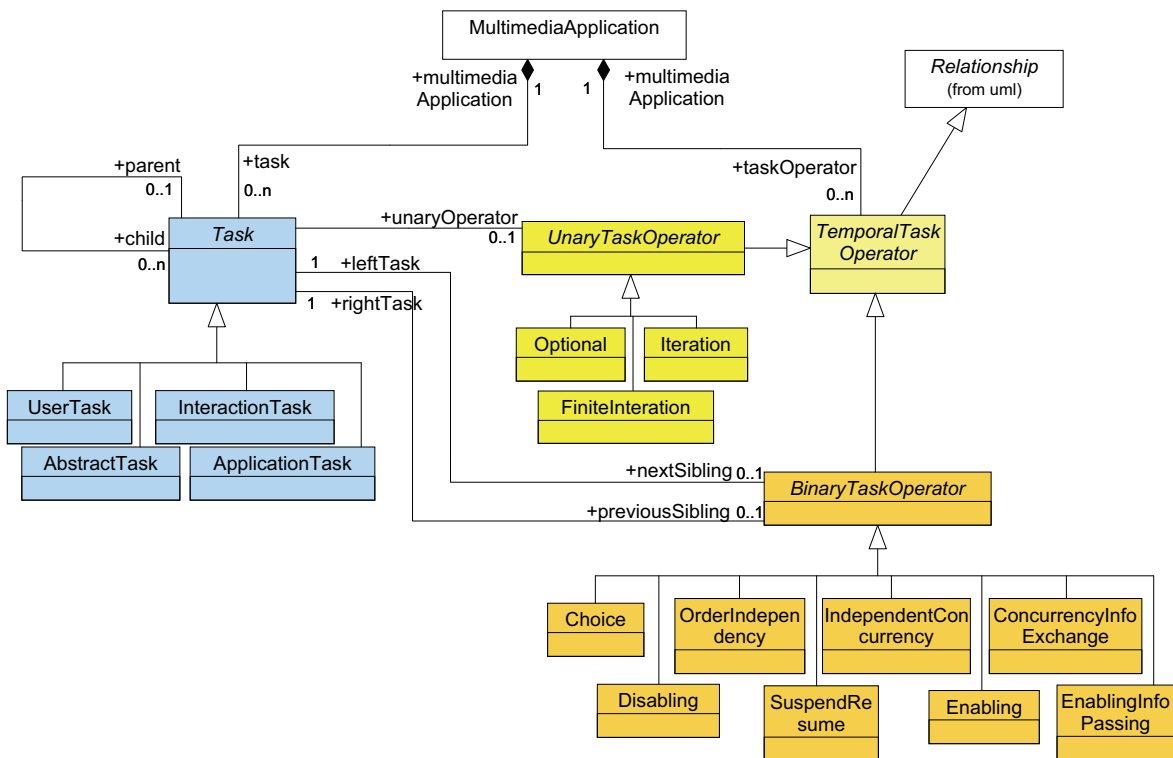 MultimediaApplication
+multimedia
Application
1
+multimedia
Application
1
Relationship
(from uml)
+parent
0..1
+task
0..n
+taskOperator
0..n
+child
0..n
Task
+unaryOperator
0..1
UnaryTaskOperator
TemporalTask
Operator
1
+leftTask
1
+rightTask
Optional
Iteration
FiniteInteration
UserTask
InteractionTask
AbstractTask
ApplicationTask
+nextSibling
0..1
+previousSibling
0..1
BinaryTaskOperator
Choice
OrderIndepen
dency
IndependentCon
currency
ConcurrencyInfo
Exchange
Disabling
SuspendRe
sume
Enabling
EnablingInfo
Passing